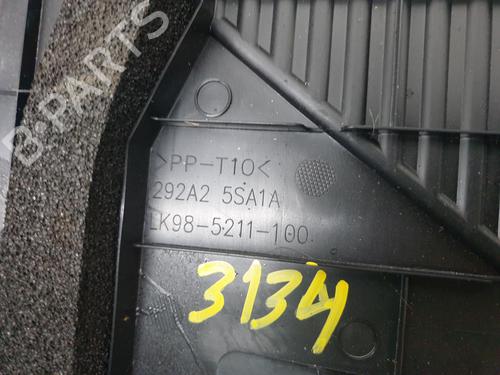 B-PARTS
>PP-T10<
292A2 5SA1A
LK98-5211-100
3134